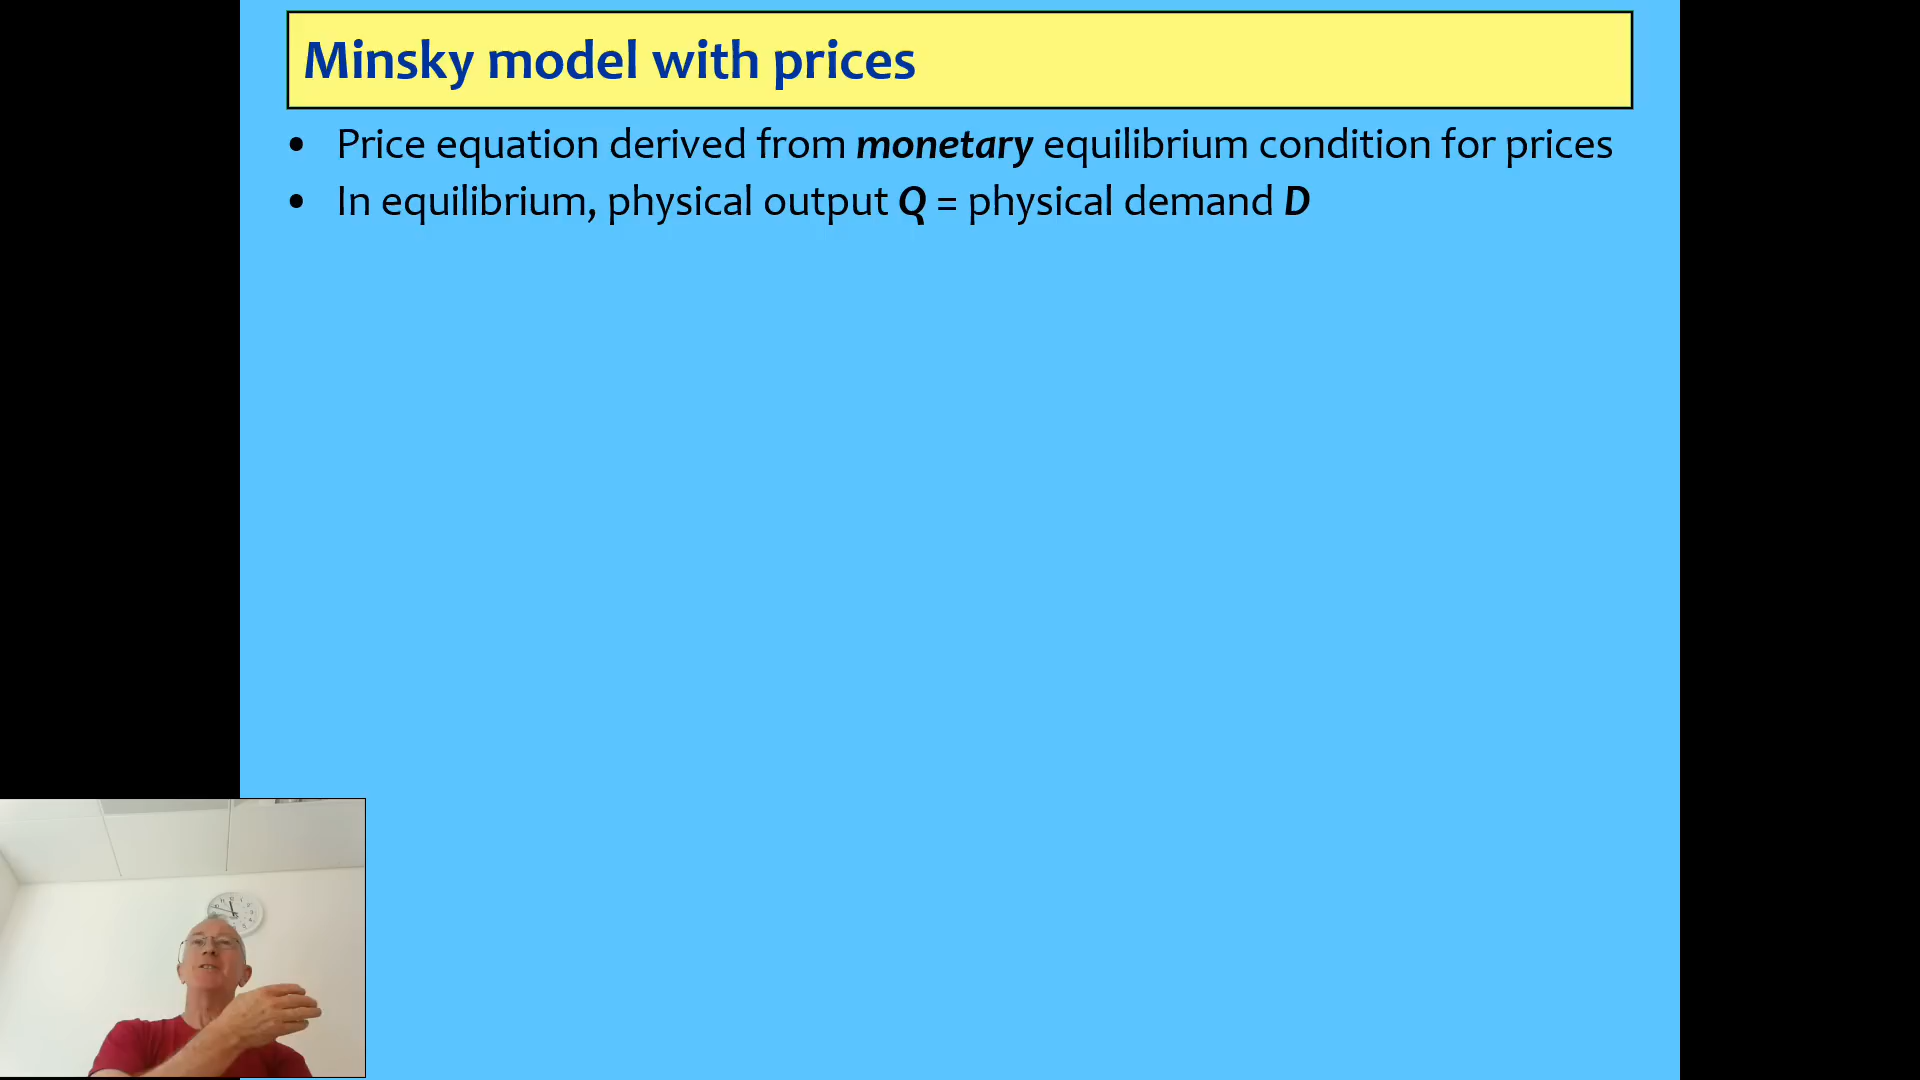 Minsky model with prices
• Price equation derived from monetary equilibrium condition for prices
• In equilibrium, physical output Q = physical demand D